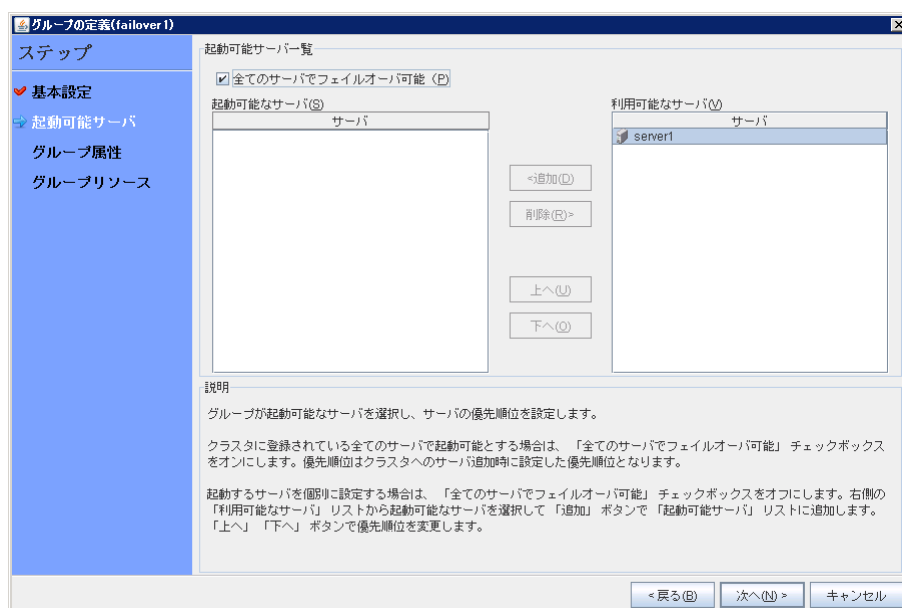 グループの定義(failover1)
ステップ
基本設定
起動可能サーバ
グループ属性
グループリソース
起動可能サーバ一覧
全てのサーバでフェイルオーバ可能 (P)
起動可能なサーバ(S)
サーバ
<追加(D)
削除(R)>
上へ(U)
下へ(O)
利用可能なサーバ(V)
サーバ
server1
説明
グループが起動可能なサーバを選択し、サーバの優先順位を設定します。
クラスタに登録されている全てのサーバで起動可能とする場合は、「全てのサーバでフェイルオーバ可能」チェックボックス
をオンにします。優先順位はクラスタへのサーバ追加時に設定した優先順位となります。
起動するサーバを個別に設定する場合は、「全てのサーバでフェイルオーバ可能」チェックボックスをオフにします。右側の
「利用可能なサーバ」リストから起動可能なサーバを選択して「追加」ボタンで「起動可能サーバ」リストに追加します。
「上へ」「下へ」ボタンで優先順位を変更します。
<戻る(B)
次へ(N)>
キャンセル